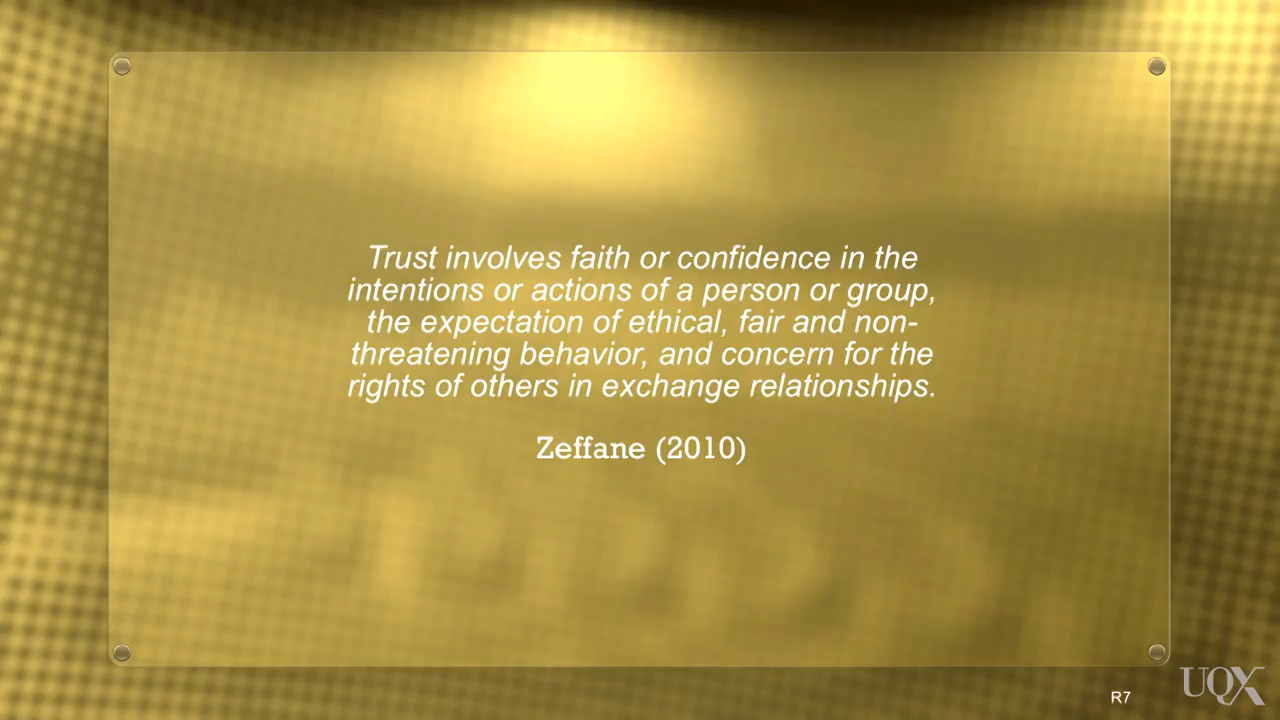 Trust involves faith or confidence in the
intentions or actions of a person or group,
the expectation of ethical, fair and non-
threatening behavior, and concern for the
rights of others in exchange relationships.
Zeffane (2010)
R7
UQX